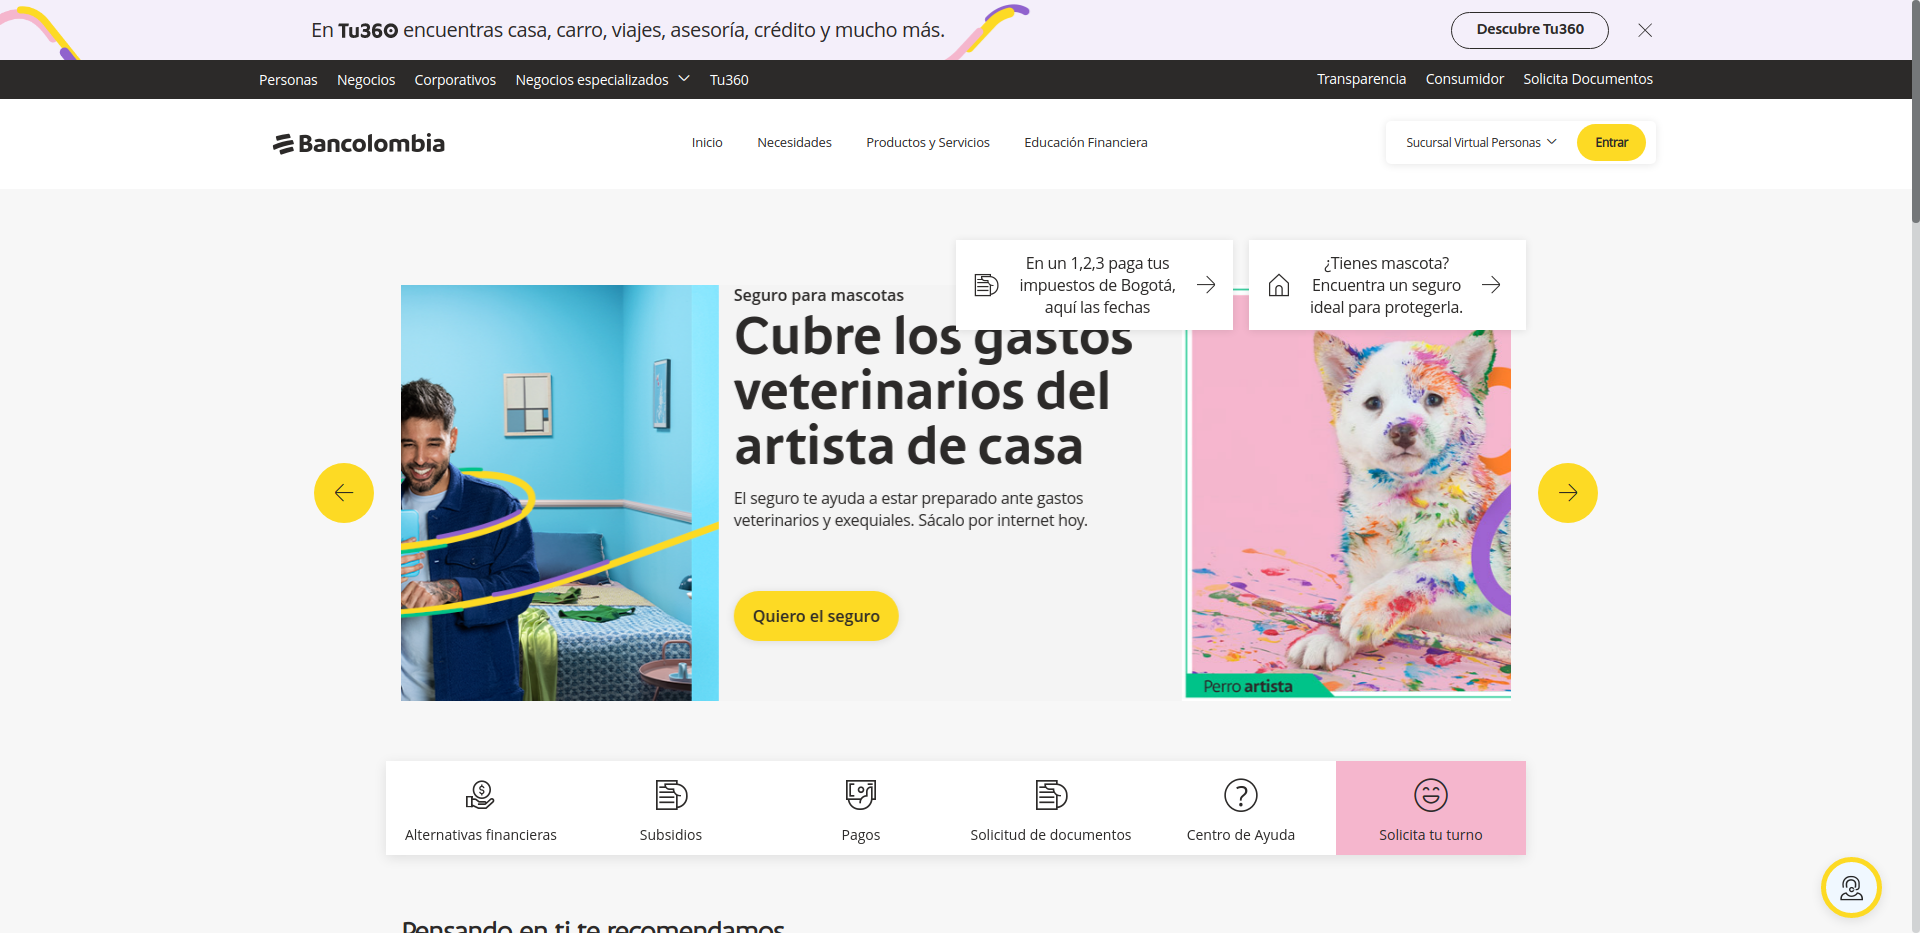 En Tu360 encuentras casa, carro, viajes, asesoría, crédito y mucho más.
Descubre Tu360
Personas
Negocios
Corporativos
Negocios especializados
Tu360
Transparencia
Consumidor
Solicita Documentos
Bancolombia
Inicio
Necesidades
Productos y Servicios
Educación Financiera
Sucursal Virtual Personas
Entrar
En un 1,2,3 paga tus
impuestos de Bogotá,
aquí las fechas
¿Tienes mascota?
Encuentra un seguro
ideal para protegerla.
Seguro para mascotas
Cubre los gastos
veterinarios del
artista de casa
El seguro te ayuda a estar preparado ante gastos
veterinarios y exequiales. Sácalo por internet hoy.
Quiero el seguro
Perro artista
Alternativas financieras
Subsidios
Pagos
Solicitud de documentos
Centro de Ayuda
Solicita tu turno
Pensando en ti te recomendamos